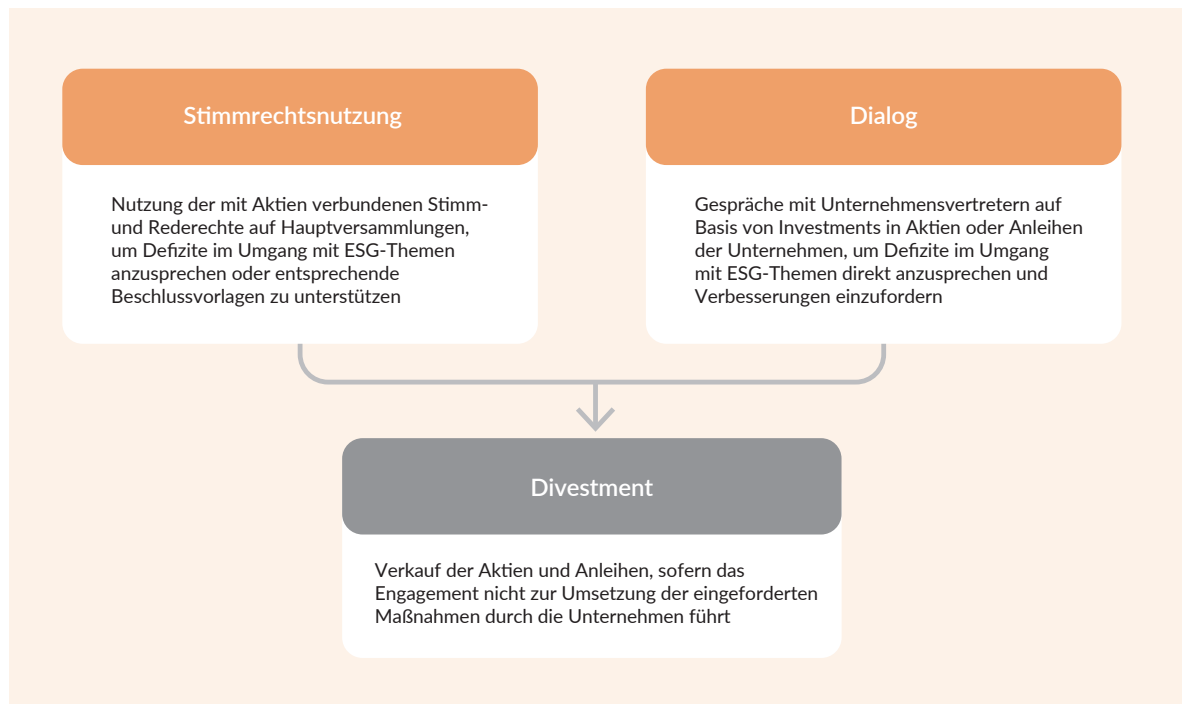 Stimmrechtsnutzung
Nutzung der mit Aktien verbundenen Stimm-
und Rederechte auf Hauptversammlungen,
um Defizite im Umgang mit ESG-Themen
anzusprechen oder entsprechende
Beschlussvorlagen zu unterstützen
Dialog
Gespräche mit Unternehmensvertretern auf
Basis von Investments in Aktien oder Anleihen
der Unternehmen, um Defizite im Umgang
mit ESG-Themen direkt anzusprechen und
Verbesserungen einzufordern
Divestment
Verkauf der Aktien und Anleihen, sofern das
Engagement nicht zur Umsetzung der eingeforderten
Maßnahmen durch die Unternehmen führt